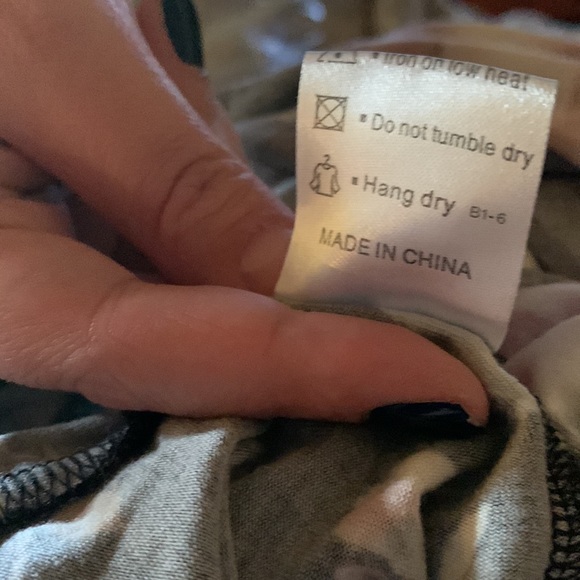 ▪ Iron on low heat
▪ Do not tumble dry
▪ Hang dry B1-6
MADE IN CHINA